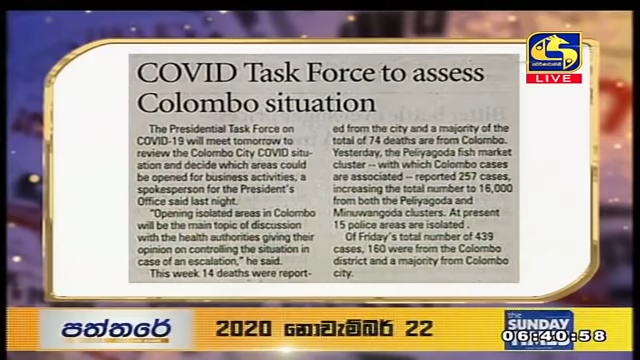 COVID Task Force to assess
Colombo situation
The Presidential Task Force on
COVID-19 will meet tomorrow to
review the Colombo City COVID situ-
ation and decide which areas could
be opened for business activities, a
spokesperson for the President's
Office said last night.
"Opening isolated areas in Colombo
will be the main topic of discussion
with the health authorities giving their
opinion on controlling the situation in
case of an escalation," he said.
This week 14 deaths were report-
ed from the city and a majority of the
total of 74 deaths are from Colombo.
Yesterday, the Peliyagoda fish market
cluster -- with which Colombo cases
are associated -- reported 257 cases,
increasing the total number to 16,000
from both the Peliyagoda and
Minuwangoda clusters. At present
15 police areas are isolated .
Of Friday's total number of 439
cases, 160 were from the Colombo
district and a majority from Colombo
city.
LIVE
පත්තරේ
2020 නොවැම්බර් 22
the
SUNDAY
TIMES
06:40:58